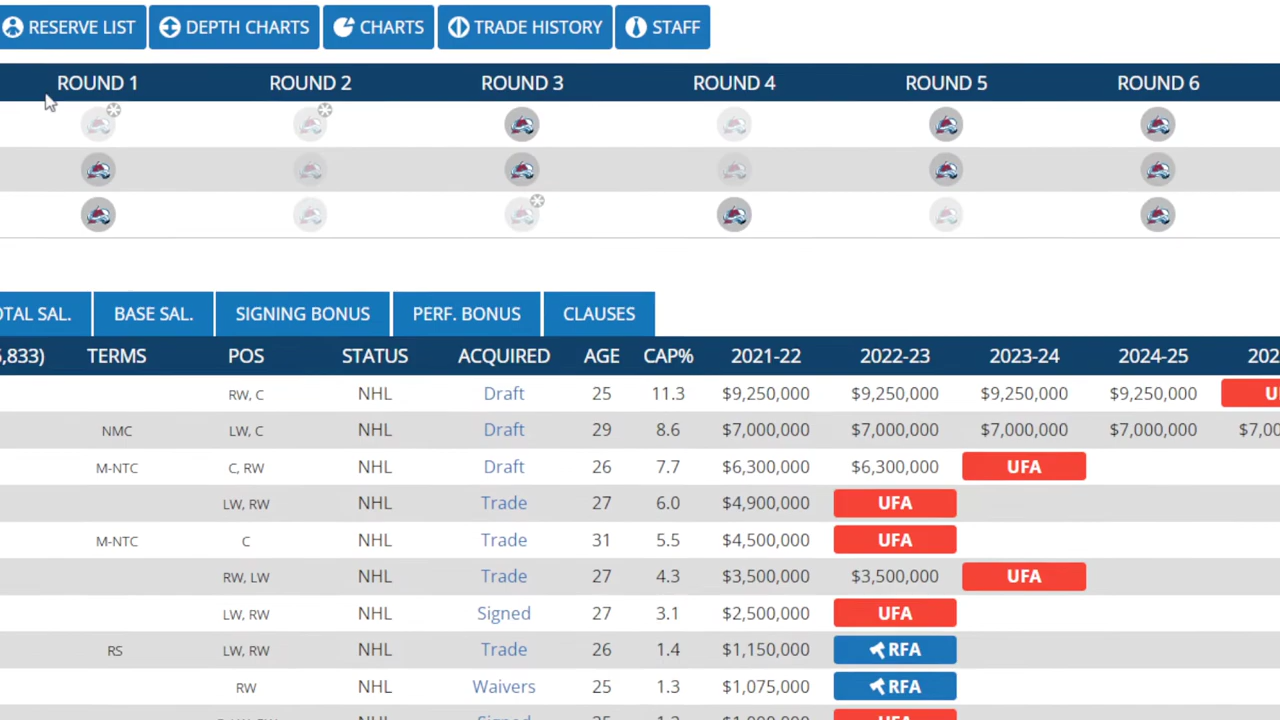 RESERVE LIST DEPTH CHARTS CHARTS TRADE HISTORY STAFF
ROUND 1 ROUND 2 ROUND 3 ROUND 4 ROUND 5 ROUND 6
OTAL SAL. BASE SAL. SIGNING BONUS PERF. BONUS CLAUSES
5,833) TERMS POS STATUS ACQUIRED AGE CAP% 2021-22 2022-23 2023-24 2024-25 202
RW, C NHL Draft 25 11.3 $9,250,000 $9,250,000 $9,250,000 $9,250,000 U
NMC LW, C NHL Draft 29 8.6 $7,000,000 $7,000,000 $7,000,000 $7,000,000 $7,00
M-NTC C, RW NHL Draft 26 7.7 $6,300,000 $6,300,000 UFA
LW, RW NHL Trade 27 6.0 $4,900,000 UFA
M-NTC C NHL Trade 31 5.5 $4,500,000 UFA
RW, LW NHL Trade 27 4.3 $3,500,000 $3,500,000 UFA
LW, RW NHL Signed 27 3.1 $2,500,000 UFA
RS LW, RW NHL Trade 26 1.4 $1,150,000 RFA
RW NHL Waivers 25 1.3 $1,075,000 RFA